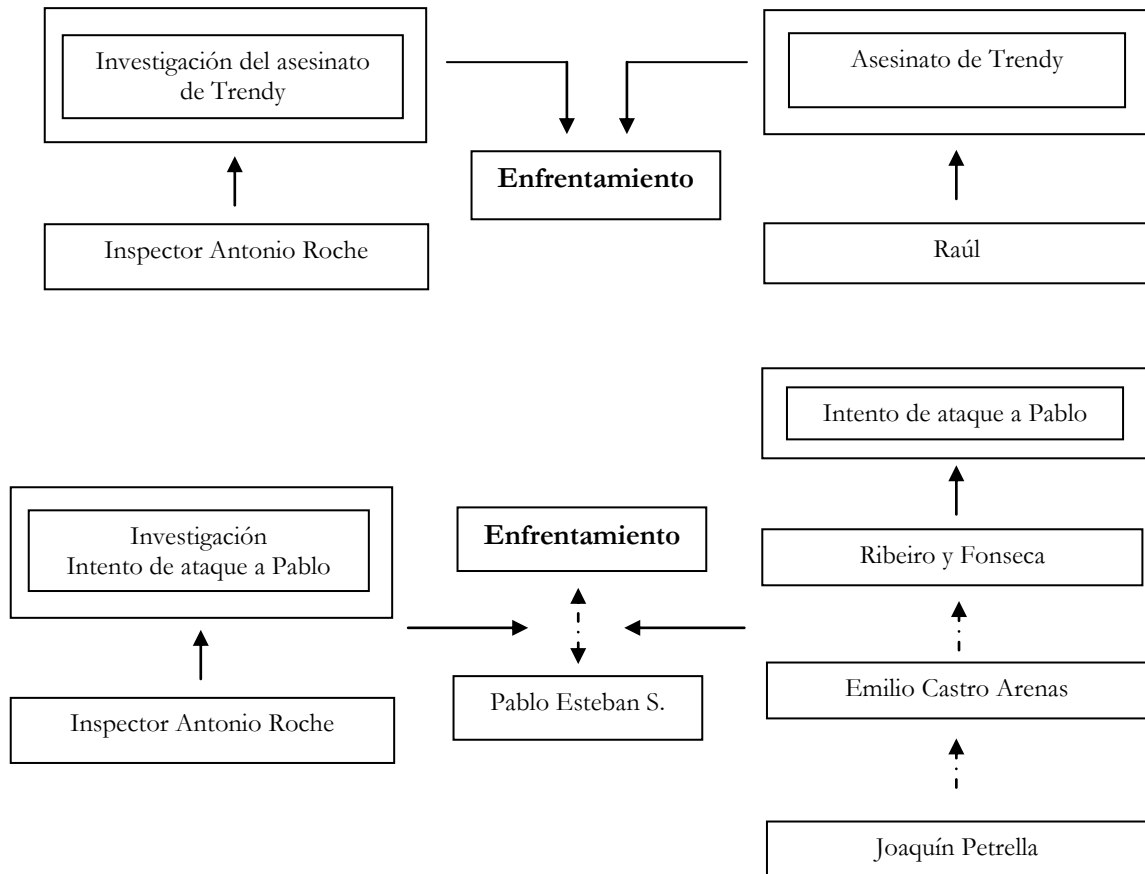 Investigación del asesinato
de Trendy
Asesinato de Trendy
Enfrentamiento
Inspector Antonio Roche
Raúl
Intento de ataque a Pablo
Investigación
Intento de ataque a Pablo
Enfrentamiento
Ribeiro y Fonseca
Inspector Antonio Roche
Pablo Esteban S.
Emilio Castro Arenas
Joaquín Petrella